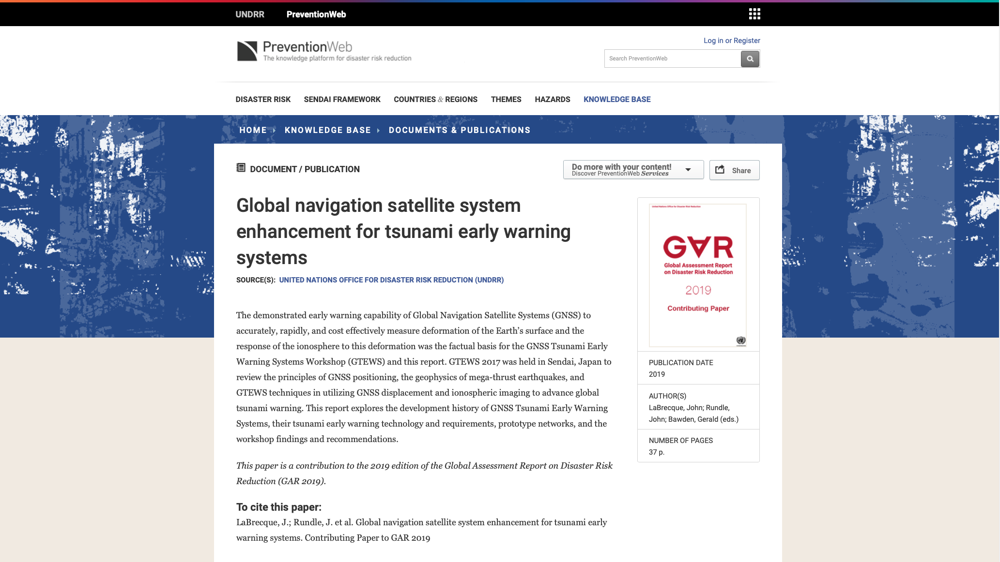 UNDRR
PreventionWeb
PreventionWeb
The knowledge platform for disaster risk reduction
Log in or Register
Search PreventionWeb
DISASTER RISK
SENDAI FRAMEWORK
COUNTRIES & REGIONS
THEMES
HAZARDS
KNOWLEDGE BASE
HOME
KNOWLEDGE BASE
DOCUMENTS & PUBLICATIONS
DOCUMENT / PUBLICATION
Do more with your content!
Discover PreventionWeb Services
Share
Global navigation satellite system
enhancement for tsunami early warning
systems
SOURCE(S): UNITED NATIONS OFFICE FOR DISASTER RISK REDUCTION (UNDRR)
The demonstrated early warning capability of Global Navigation Satellite Systems (GNSS) to
accurately, rapidly, and cost effectively measure deformation of the Earth’s surface and the
response of the ionosphere to this deformation was the factual basis for the GNSS Tsunami Early
Warning Systems Workshop (GTEWS) and this report. GTEWS 2017 was held in Sendai, Japan to
review the principles of GNSS positioning, the geophysics of mega-thrust earthquakes, and
GTEWS techniques in utilizing GNSS displacement and ionospheric imaging to advance global
tsunami warning. This report explores the development history of GNSS Tsunami Early Warning
Systems, their tsunami early warning technology and requirements, prototype networks, and the
workshop findings and recommendations.
This paper is a contribution to the 2019 edition of the Global Assessment Report on Disaster Risk
Reduction (GAR 2019).
To cite this paper:
LaBrecque, J.; Rundle, J. et al. Global navigation satellite system enhancement for tsunami early
warning systems. Contributing Paper to GAR 2019
United Nations Office for Disaster Risk Reduction
GAR
Global Assessment Report
on Disaster Risk Reduction
2019
Contributing Paper
PUBLICATION DATE
2019
AUTHOR(S)
LaBrecque, John; Rundle,
John; Bawden, Gerald (eds.)
NUMBER OF PAGES
37 p.